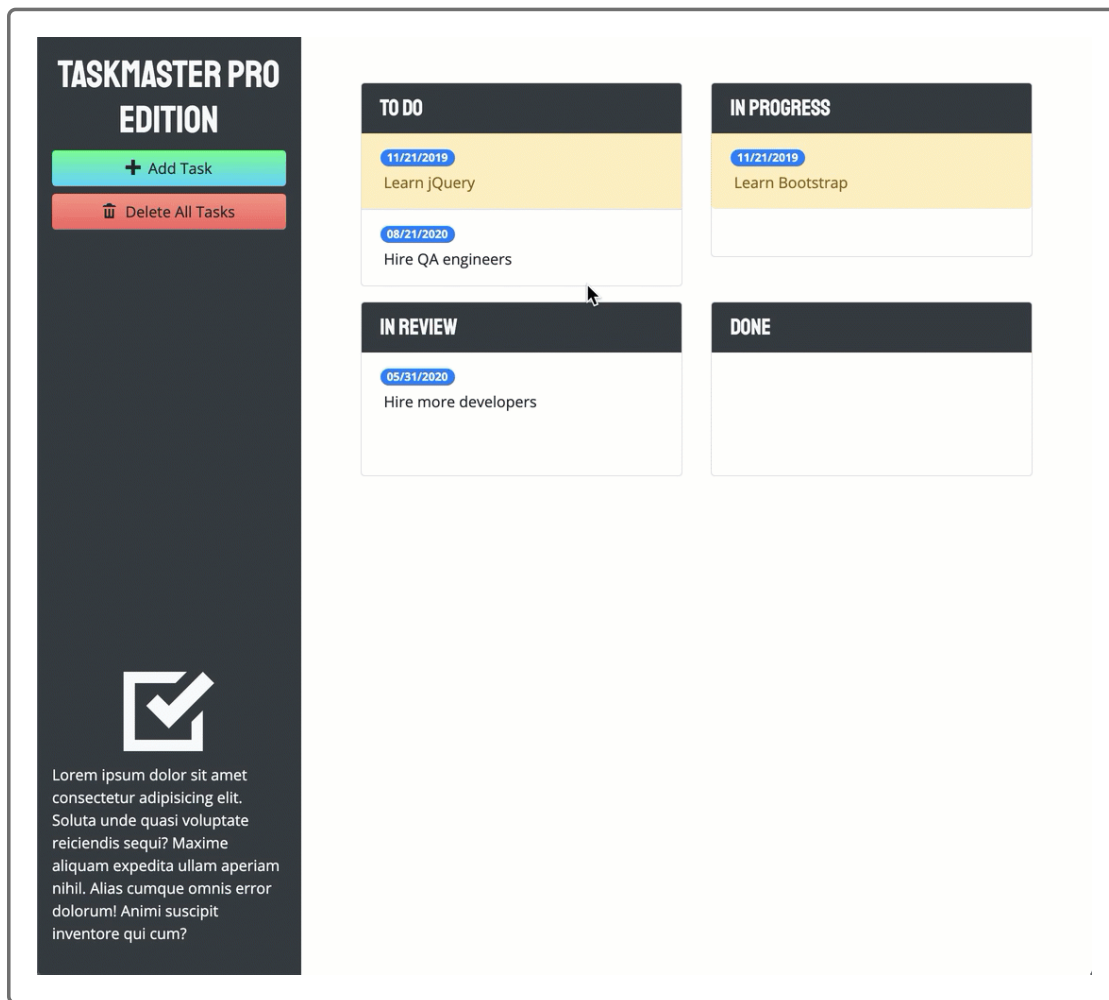 TASKMASTER PRO
EDITION
Add Task
Delete All Tasks
Lorem ipsum dolor sit amet
consectetur adipisicing elit.
Soluta unde quasi voluptate
reiciendis sequi? Maxime
aliquam expedita ullam aperiam
nihil. Alias cumque omnis error
dolorum! Animi suscipit
inventore qui cum?
TO DO
11/21/2019
Learn jQuery
08/21/2020
Hire QA engineers
IN PROGRESS
11/21/2019
Learn Bootstrap
IN REVIEW
05/31/2020
Hire more developers
DONE